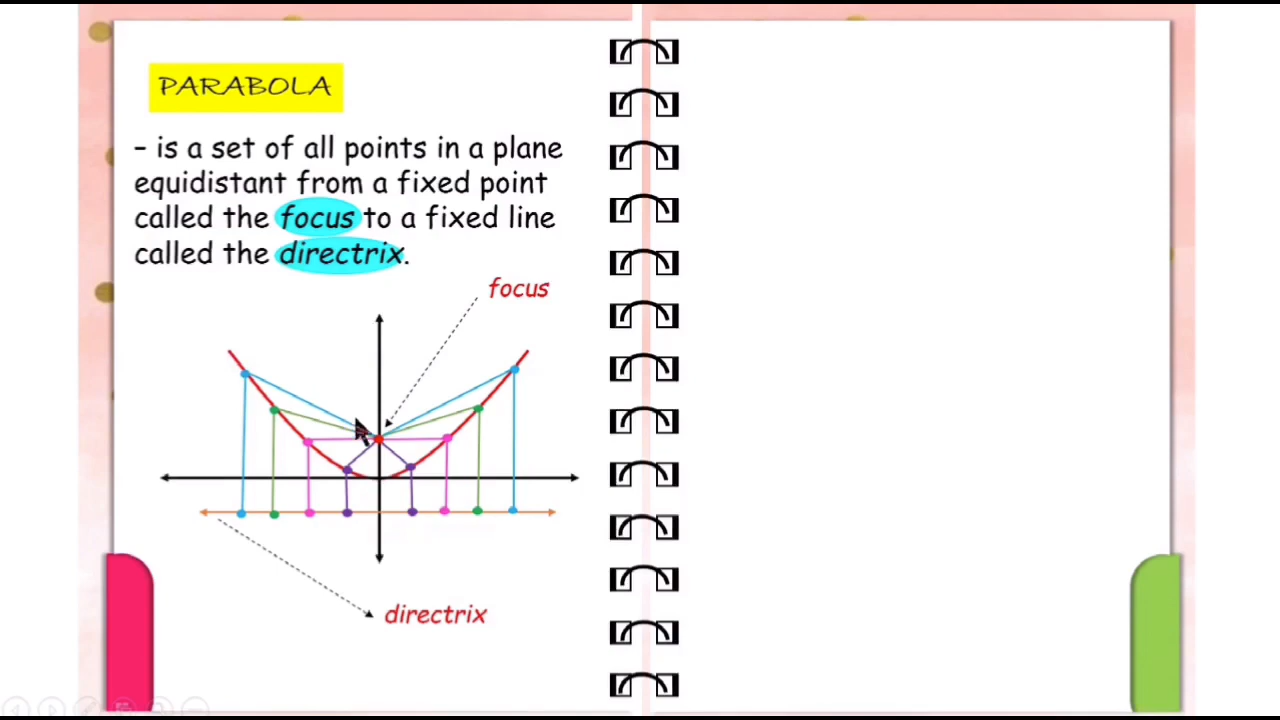 PARABOLA
– is a set of all points in a plane
equidistant from a fixed point
called the focus to a fixed line
called the directrix.
focus
directrix